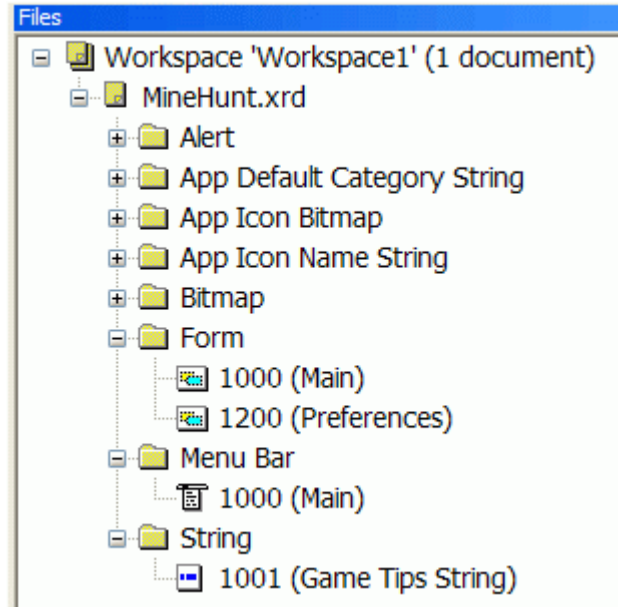 Files
Workspace 'Workspace1' (1 document)
MineHunt.xrd
Alert
App Default Category String
App Icon Bitmap
App Icon Name String
Bitmap
Form
1000 (Main)
1200 (Preferences)
Menu Bar
1000 (Main)
String
1001 (Game Tips String)